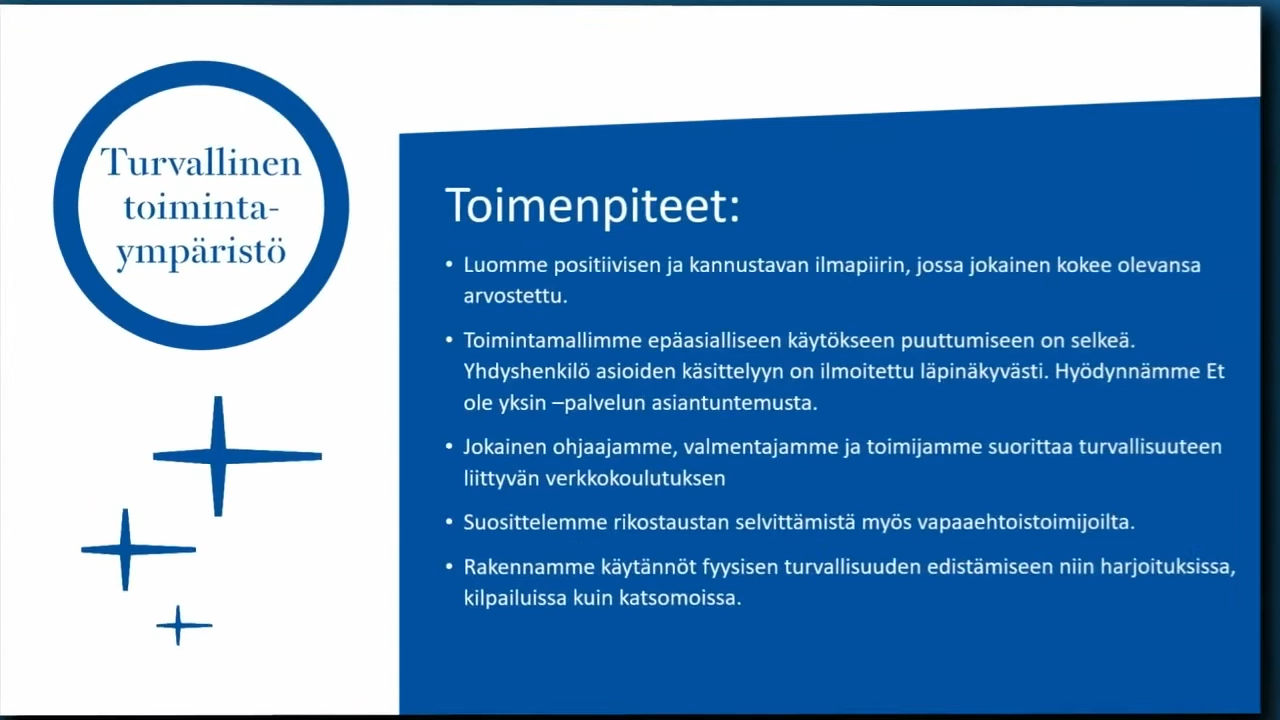 Turvallinen
toiminta-
ympäristö
Toimenpiteet:
• Luomme positiivisen ja kannustavan ilmapiirin, jossa jokainen kokee olevansa
arvostettu.
• Toimintamallimme epäasialliseen käytökseen puuttumiseen on selkeä.
Yhdyshenkilö asioiden käsittelyyn on ilmoitettu läpinäkyvästi. Hyödynnämme Et
ole yksin –palvelun asiantuntemusta.
• Jokainen ohjaajamme, valmentajamme ja toimijamme suorittaa turvallisuuteen
liittyvän verkkokoulutuksen
• Suosittelemme rikostaustan selvittämistä myös vapaaehtoistoimijoilta.
• Rakennamme käytännöt fyysisen turvallisuuden edistämiseen niin harjoituksissa,
kilpailuissa kuin katsomoissa.